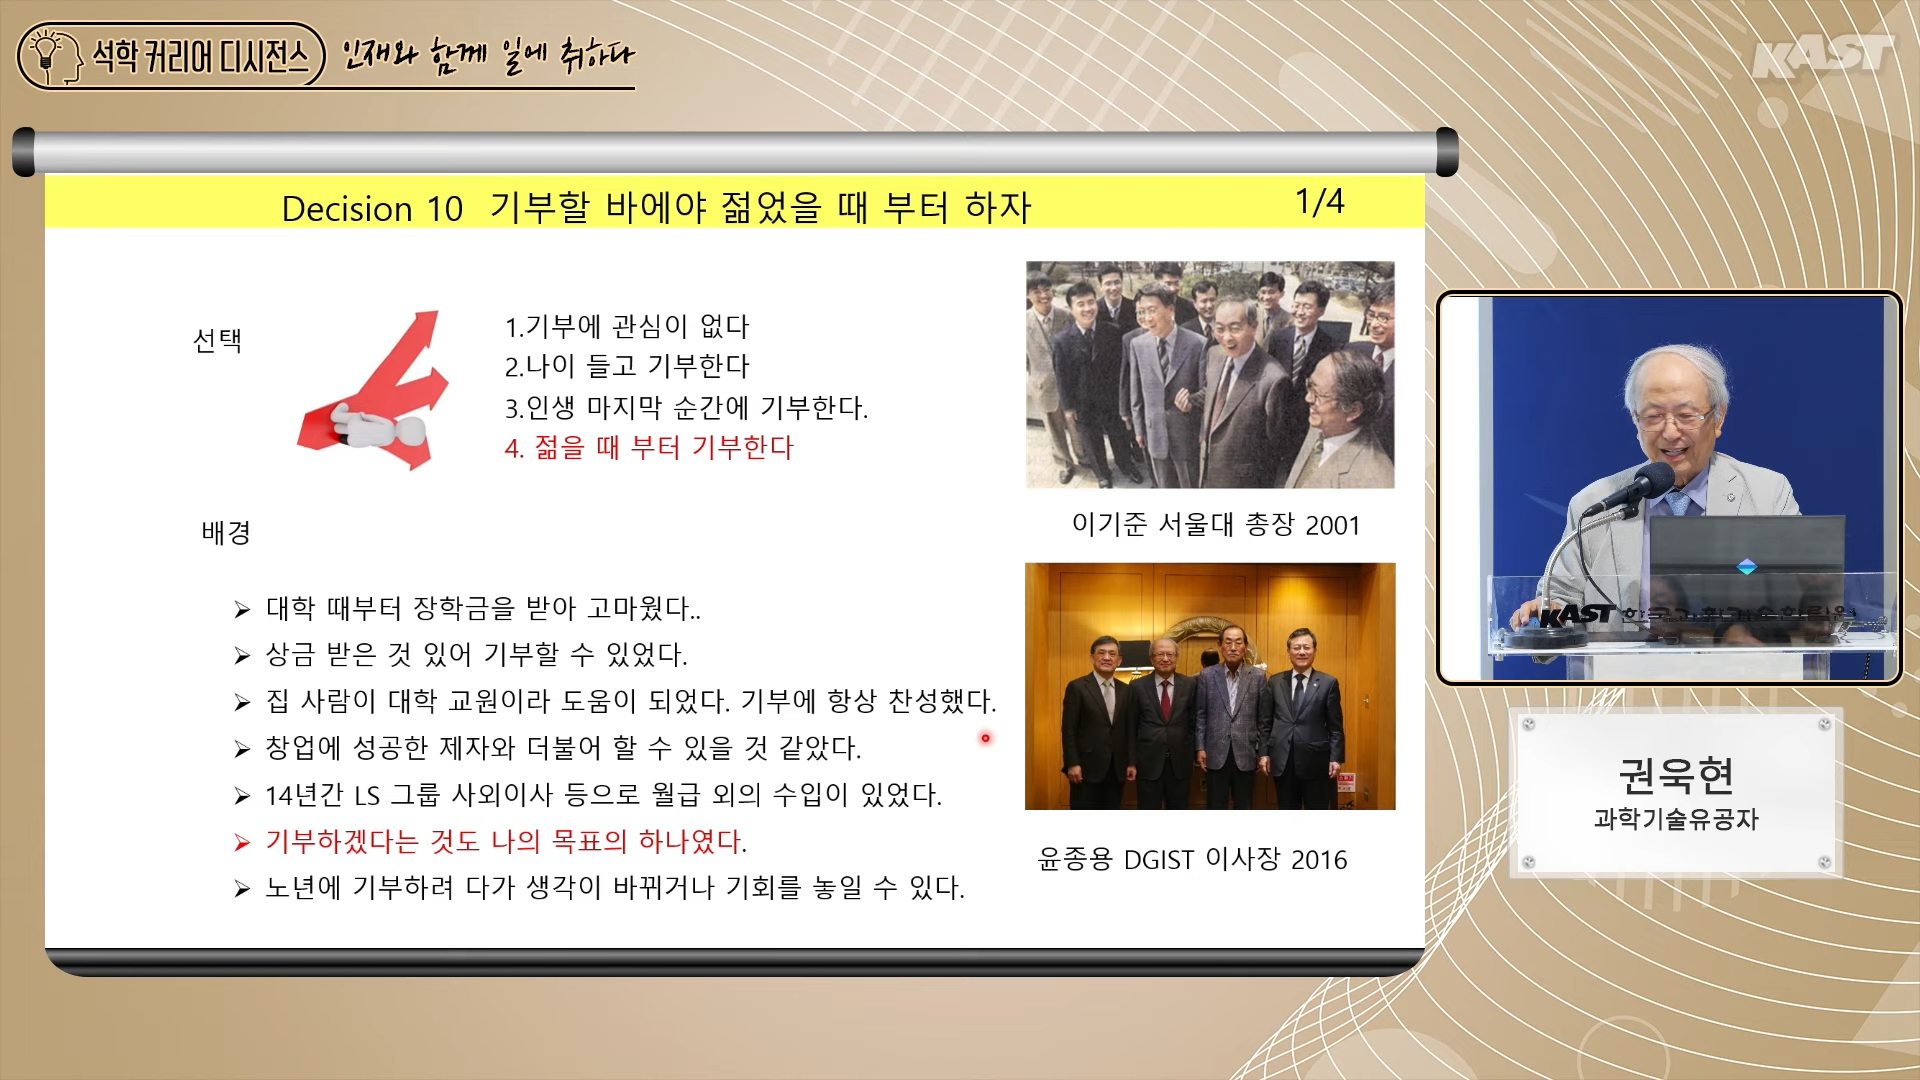 석학 커리어 디시전스 인재와 함께 일에 취하다
KAST
Decision 10 기부할 바에야 젊었을 때 부터 하자
1/4
선택
1.기부에 관심이 없다
2.나이 들고 기부한다
3.인생 마지막 순간에 기부한다.
4. 젊을 때 부터 기부한다
이기준 서울대 총장 2001
배경
➢ 대학 때부터 장학금을 받아 고마웠다..
➢ 상금 받은 것 있어 기부할 수 있었다.
➢ 집 사람이 대학 교원이라 도움이 되었다. 기부에 항상 찬성했다.
➢ 창업에 성공한 제자와 더불어 할 수 있을 것 같았다.
➢ 14년간 LS 그룹 사외이사 등으로 월급 외의 수입이 있었다.
➢ 기부하겠다는 것도 나의 목표의 하나였다.
➢ 노년에 기부하려 다가 생각이 바뀌거나 기회를 놓일 수 있다.
윤종용 DGIST 이사장 2016
KAST 한국과학기술한림원
권욱현
과학기술유공자